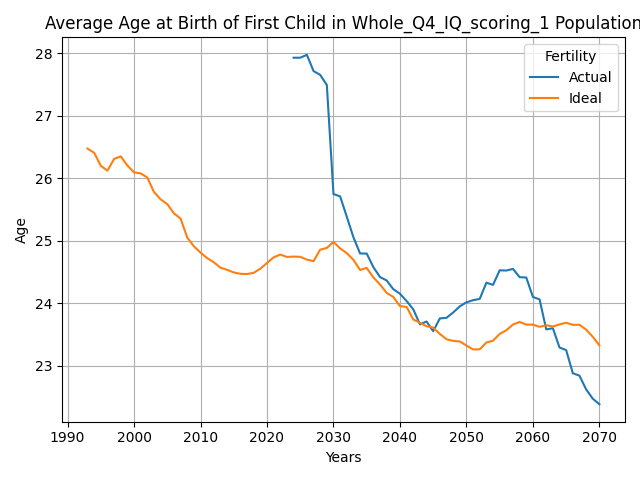 Average Age at Birth of First Child in Whole_Q4_IQ_scoring_1 Population
Fertility
Actual
Ideal
28
27
26
25
24
23
Age
1990
2000
2010
2020
2030
2040
2050
2060
2070
Years